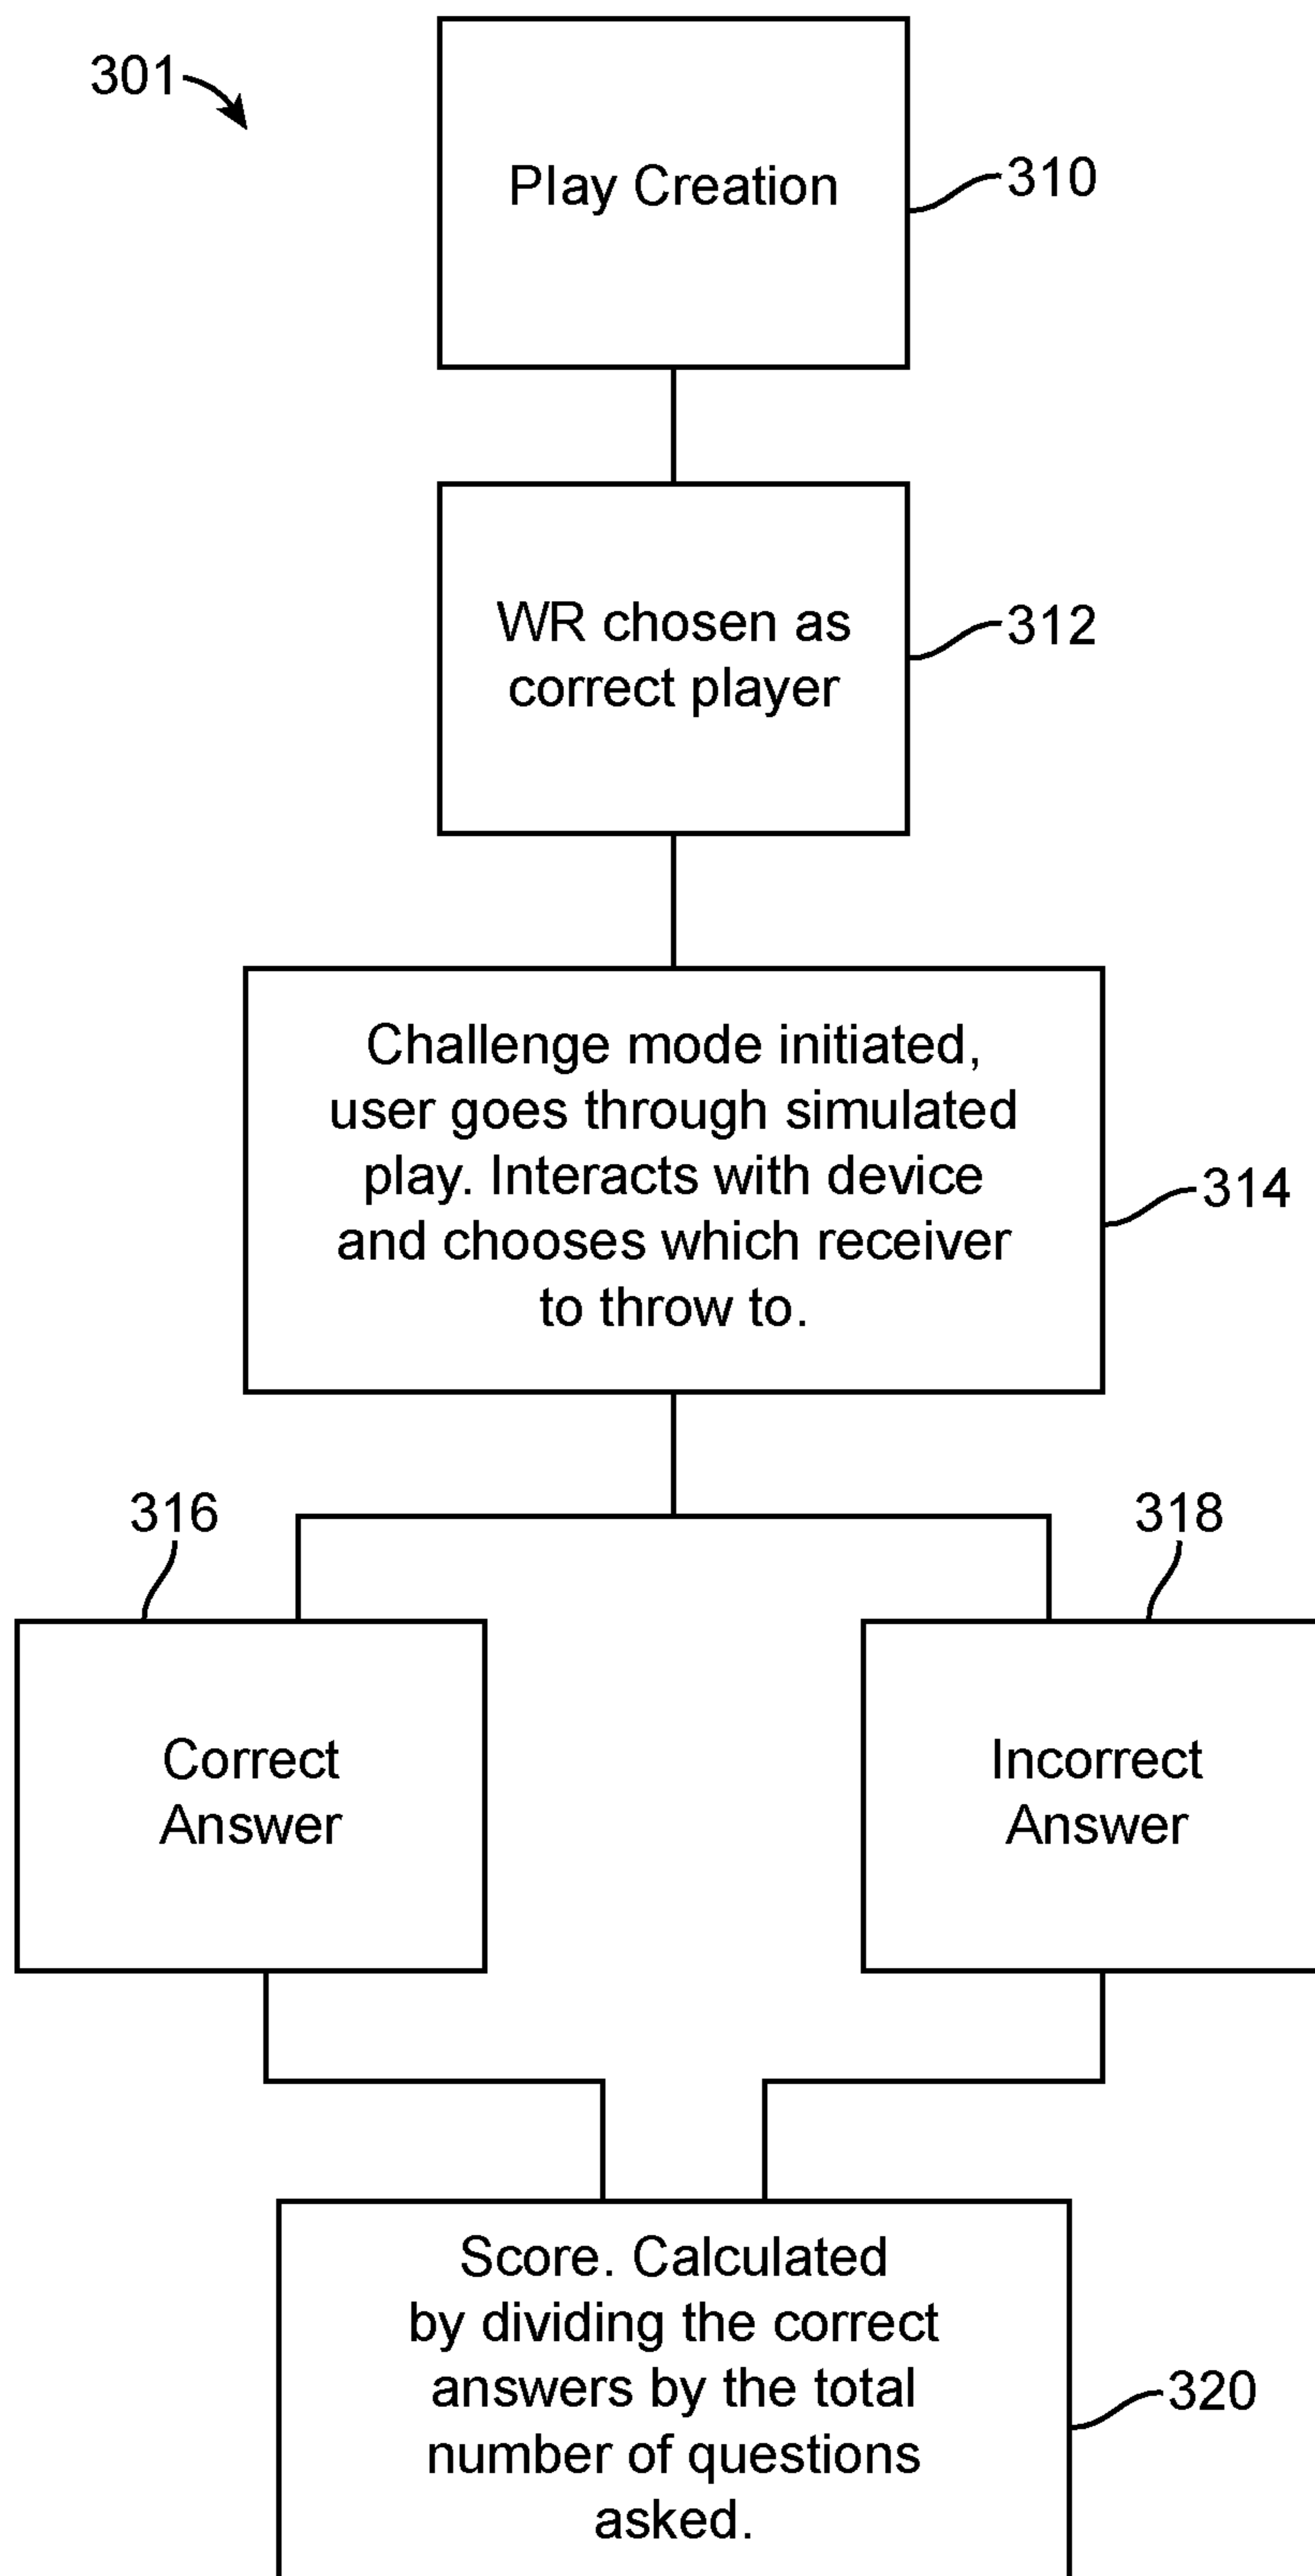 301
Play Creation
310
WR chosen as
correct player
312
Challenge mode initiated,
user goes through simulated
play. Interacts with device
and chooses which receiver
to throw to.
314
316
318
Correct
Answer
Incorrect
Answer
Score. Calculated
by dividing the correct
answers by the total
number of questions
asked.
320